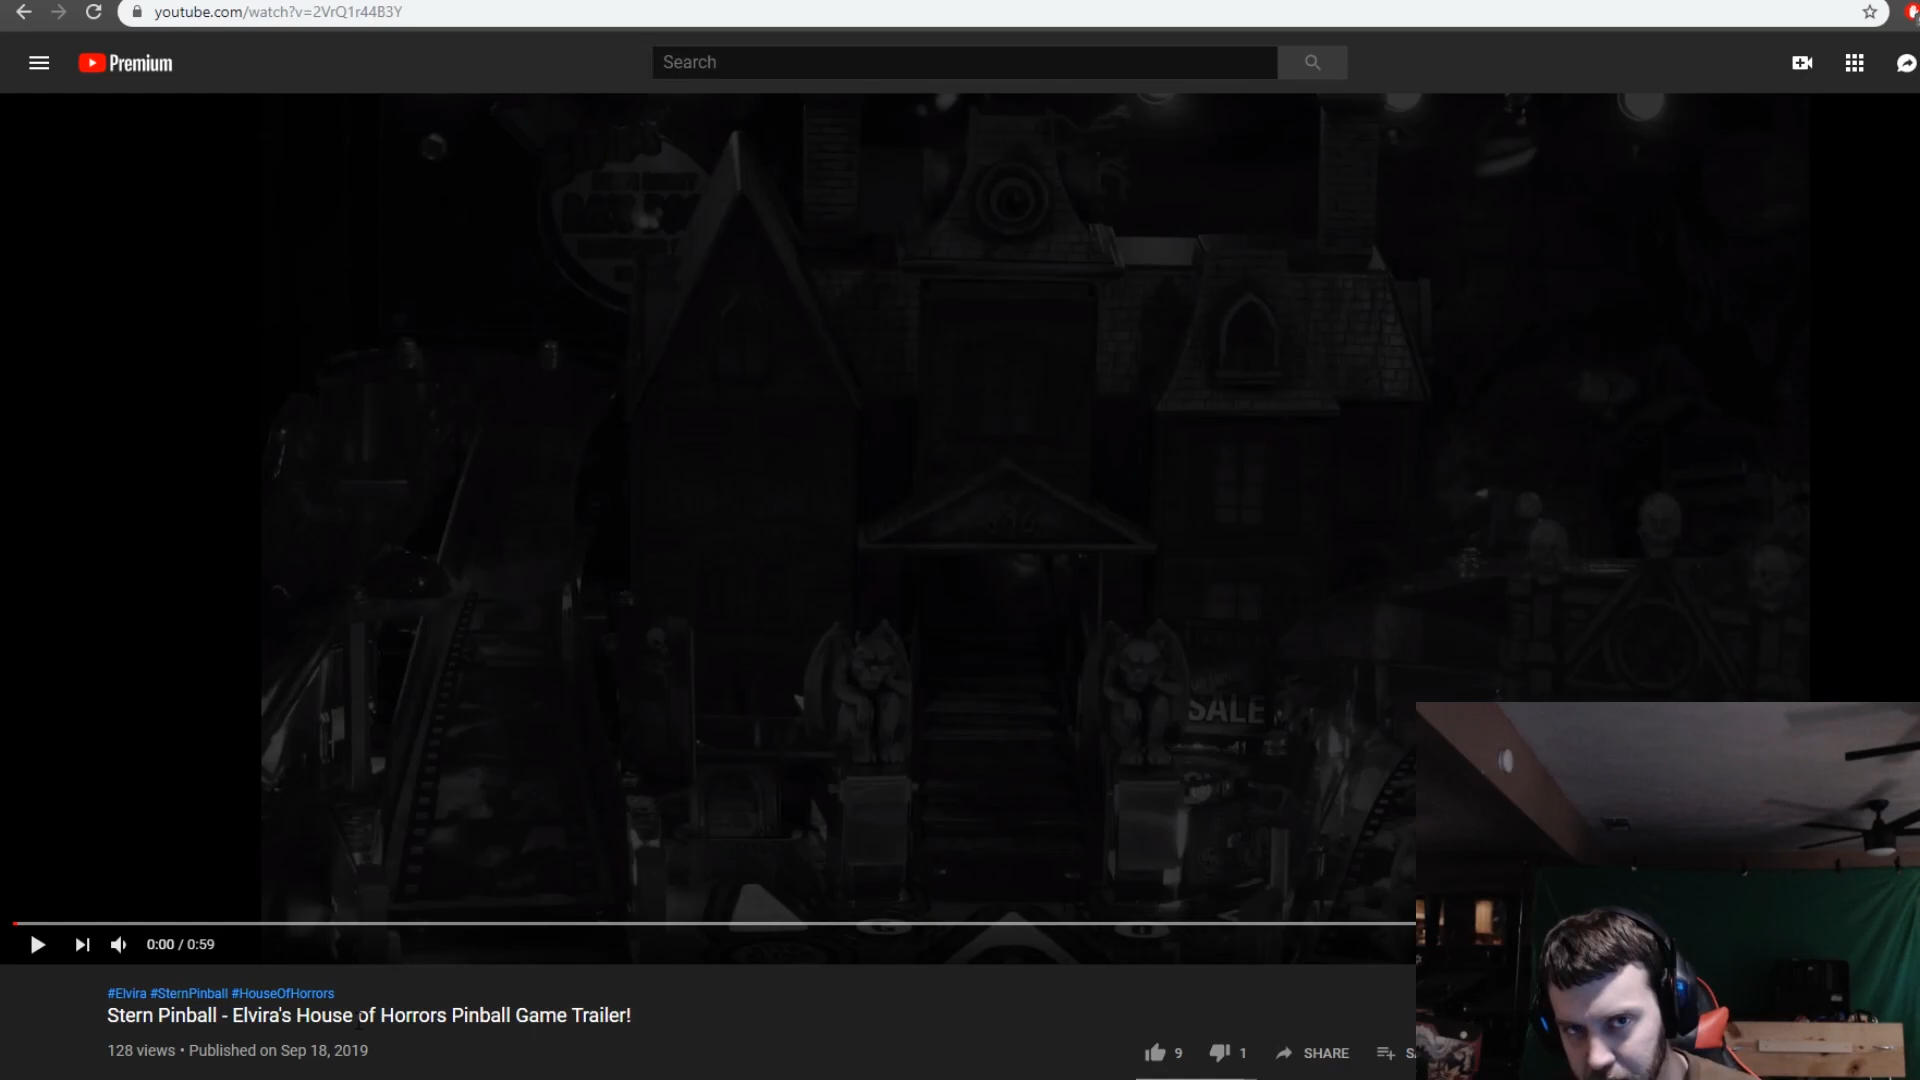 youtube.com/watch?v=2VrQ1r44B3Y
Premium
Search
SALE
0:00 / 0:59
#Elvira #SternPinball #HouseOfHorrors
Stern Pinball - Elvira's House of Horrors Pinball Game Trailer!
128 views • Published on Sep 18, 2019
9
1
SHARE